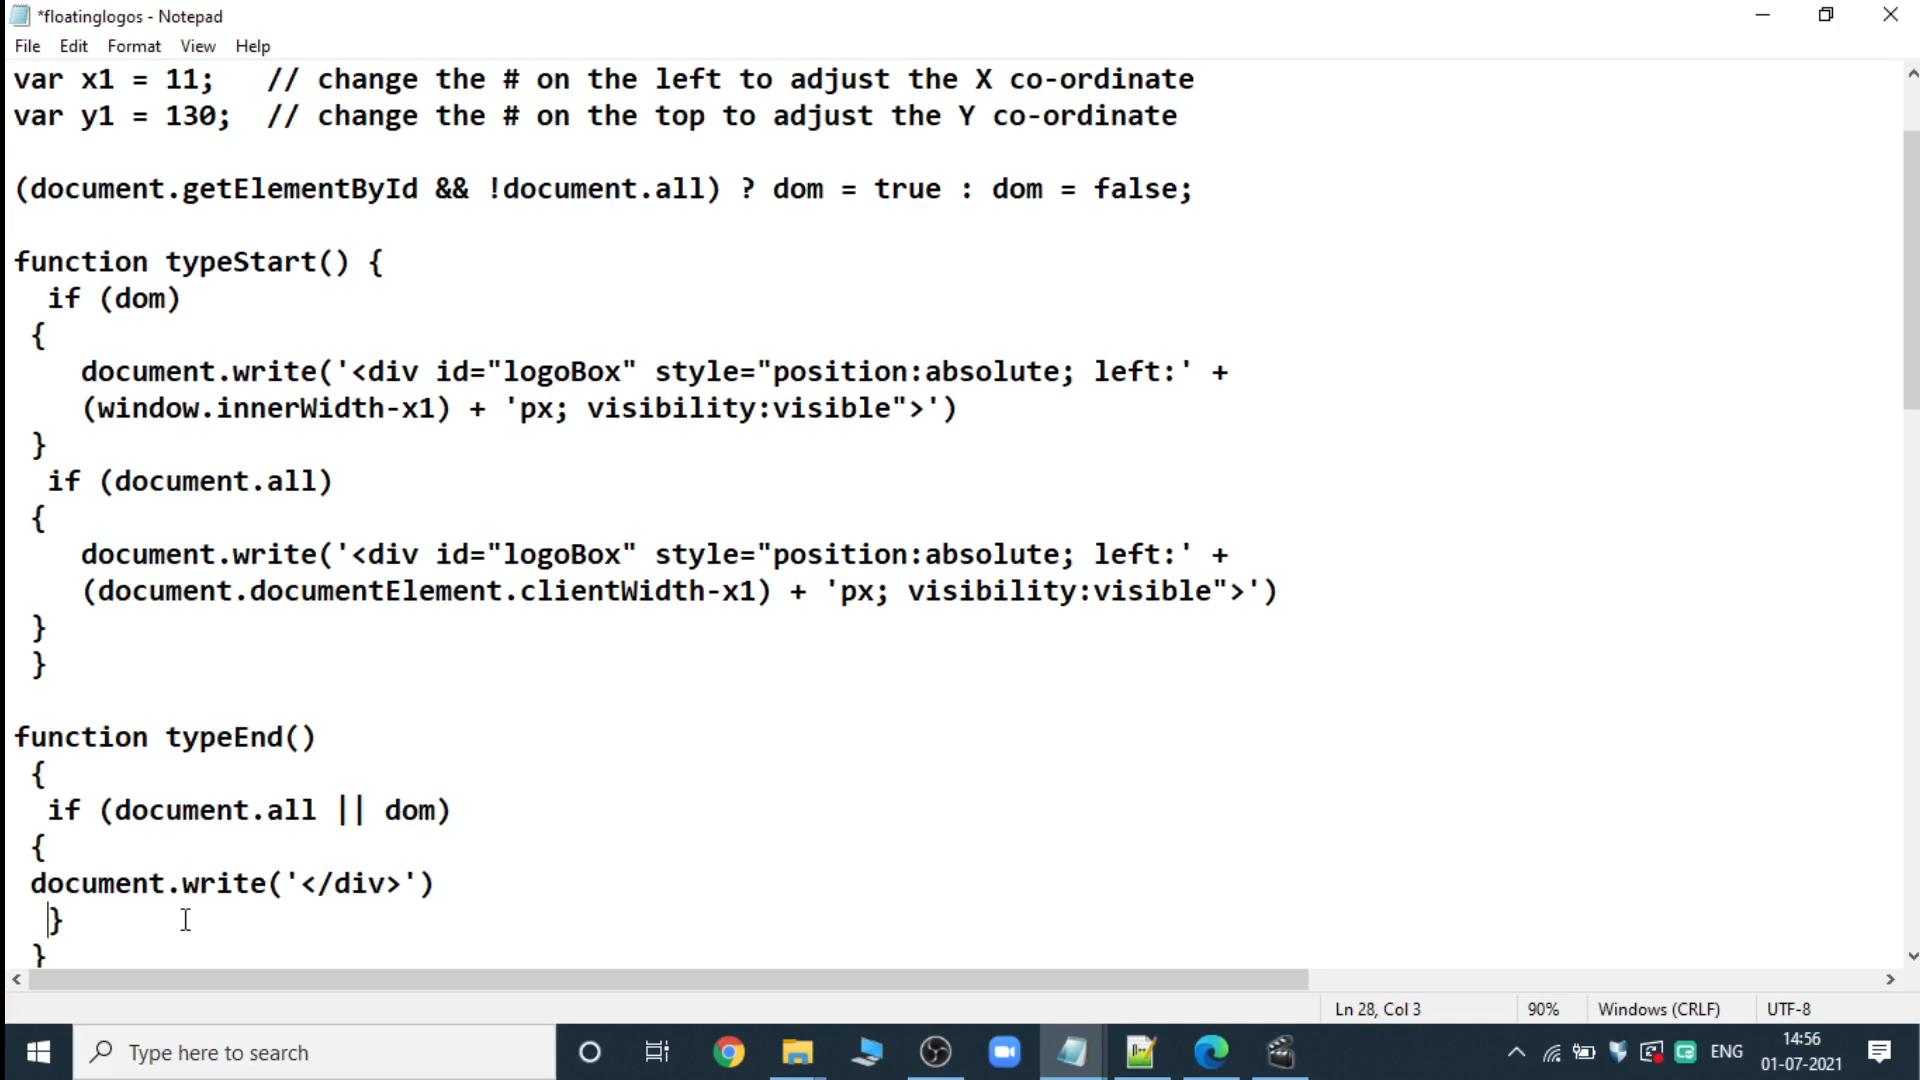 *floatinglogos - Notepad
File Edit Format View Help
var x1 = 11;   // change the # on the left to adjust the X co-ordinate
var y1 = 130;  // change the # on the top to adjust the Y co-ordinate
(document.getElementById && !document.all) ? dom = true : dom = false;
function typeStart() {
  if (dom)
 {
    document.write('<div id="logoBox" style="position:absolute; left:' +
    (window.innerWidth-x1) + 'px; visibility:visible">')
 }
  if (document.all)
 {
    document.write('<div id="logoBox" style="position:absolute; left:' +
    (document.documentElement.clientWidth-x1) + 'px; visibility:visible">')
 }
 }
function typeEnd()
 {
  if (document.all || dom)
 {
 document.write('</div>')
  }
 }
Ln 28, Col 3 90% Windows (CRLF) UTF-8
Type here to search
ENG
14:56
01-07-2021